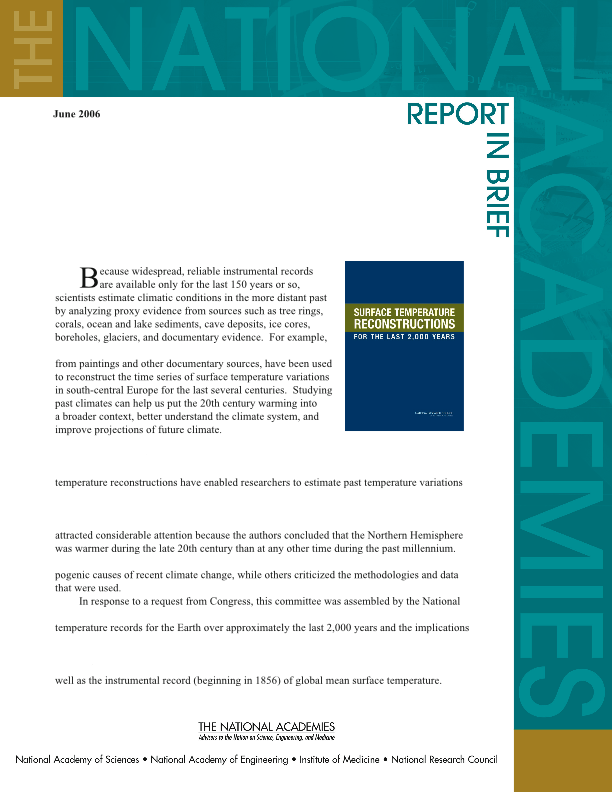 THE NATIONAL ACADEMIES
June 2006
REPORT
IN BRIEF
Because widespread, reliable instrumental records
are available only for the last 150 years or so,
scientists estimate climatic conditions in the more distant past
by analyzing proxy evidence from sources such as tree rings,
corals, ocean and lake sediments, cave deposits, ice cores,
boreholes, glaciers, and documentary evidence. For example,
from paintings and other documentary sources, have been used
to reconstruct the time series of surface temperature variations
in south-central Europe for the last several centuries. Studying
past climates can help us put the 20th century warming into
a broader context, better understand the climate system, and
improve projections of future climate.
SURFACE TEMPERATURE
RECONSTRUCTIONS
FOR THE LAST 2,000 YEARS
temperature reconstructions have enabled researchers to estimate past temperature variations
attracted considerable attention because the authors concluded that the Northern Hemisphere
was warmer during the late 20th century than at any other time during the past millennium.
pogenic causes of recent climate change, while others criticized the methodologies and data
that were used.
In response to a request from Congress, this committee was assembled by the National
temperature records for the Earth over approximately the last 2,000 years and the implications
well as the instrumental record (beginning in 1856) of global mean surface temperature.
THE NATIONAL ACADEMIES
Advisers to the Nation on Science, Engineering, and Medicine
National Academy of Sciences • National Academy of Engineering • Institute of Medicine • National Research Council